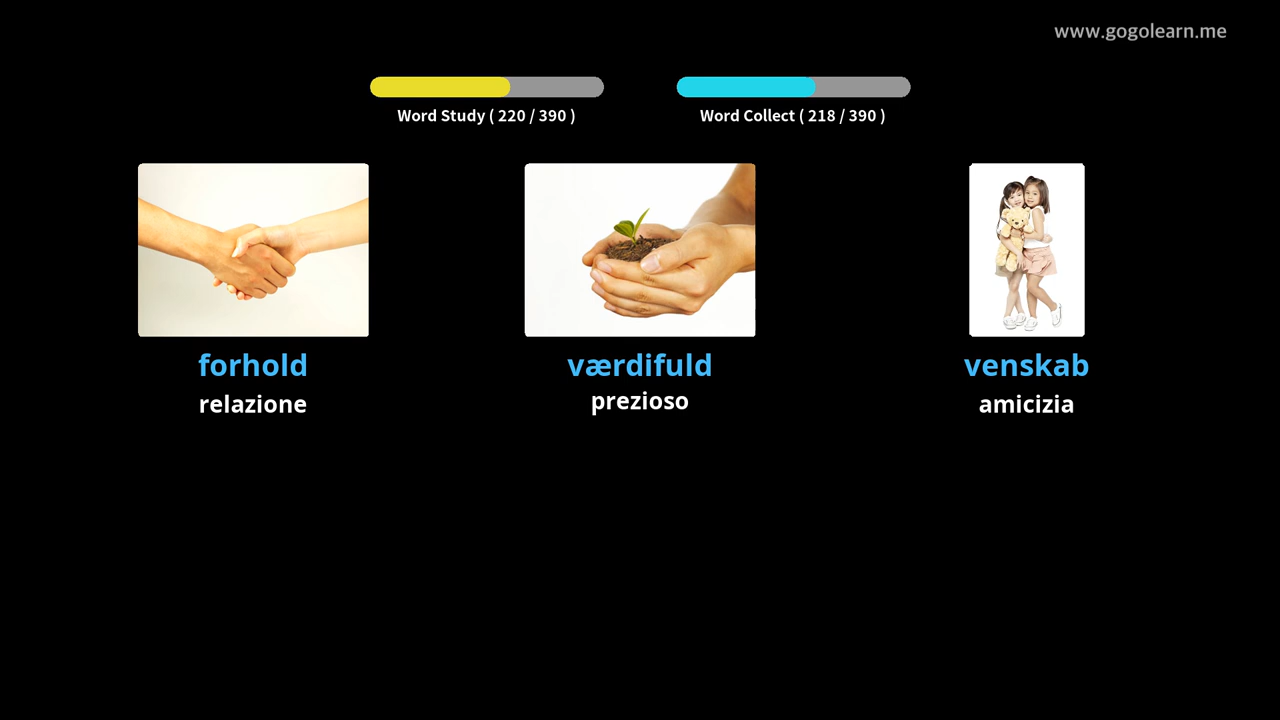 www.gogolearn.me
Word Study ( 220 / 390 )
Word Collect ( 218 / 390 )
forhold
relazione
værdifuld
prezioso
venskab
amicizia